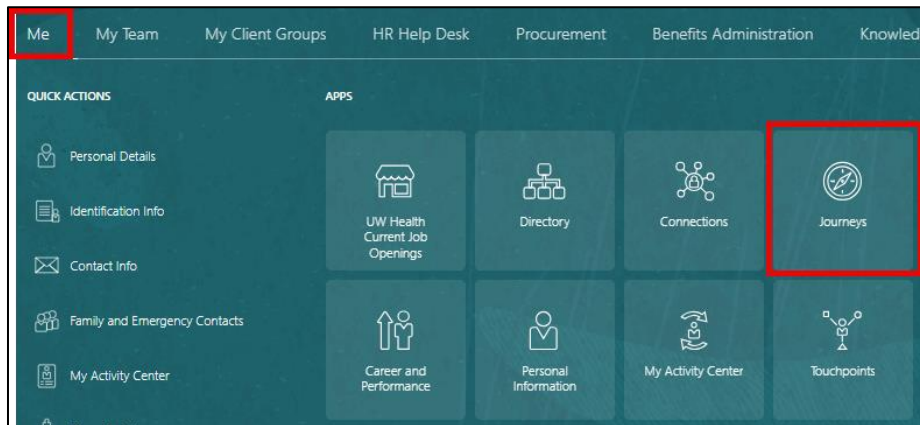 Me My Team My Client Groups HR Help Desk Procurement Benefits Administration Knowled
QUICK ACTIONS
APPS
Personal Details
Identification Info
Contact Info
Family and Emergency Contacts
My Activity Center
UW Health
Current Job
Openings
Directory
Connections
Journeys
Career and
Performance
Personal
Information
My Activity Center
Touchpoints